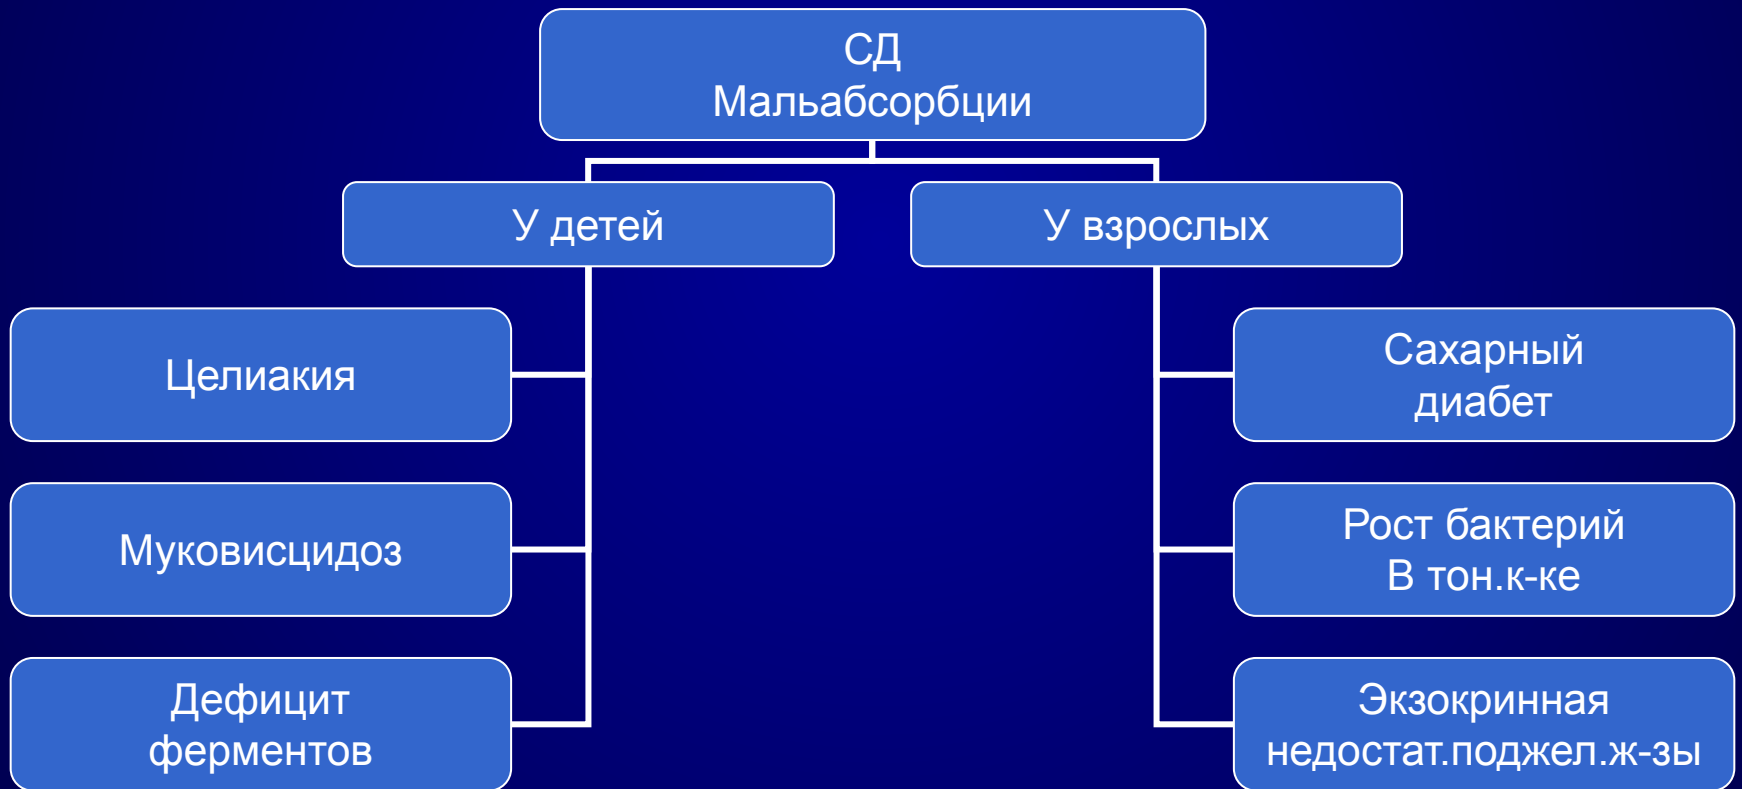 СД
Мальабсорбции
У детей
У взрослых
Целиакия
Муковисцидоз
Дефицит
ферментов
Сахарный
диабет
Рост бактерий
В тон.к-ке
Экзокринная
недостат.поджел.ж-зы